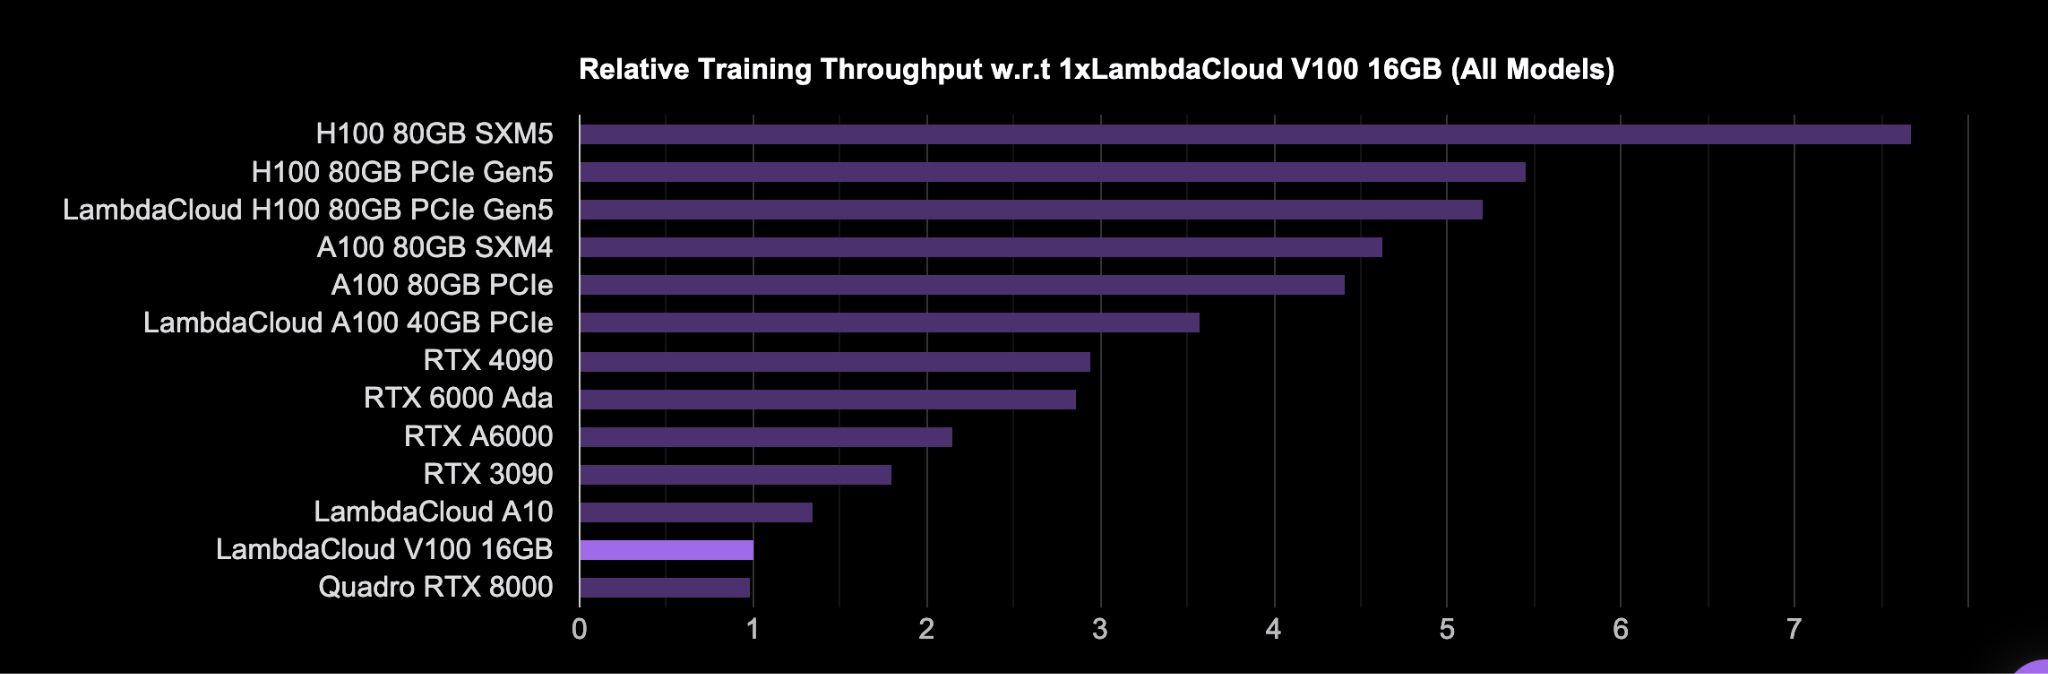 Relative Training Throughput w.r.t 1xLambdaCloud V100 16GB (All Models)
H100 80GB SXM5
H100 80GB PCIe Gen5
LambdaCloud H100 80GB PCIe Gen5
A100 80GB SXM4
A100 80GB PCIe
LambdaCloud A100 40GB PCIe
RTX 4090
RTX 6000 Ada
RTX A6000
RTX 3090
LambdaCloud A10
LambdaCloud V100 16GB
Quadro RTX 8000
0 1 2 3 4 5 6 7